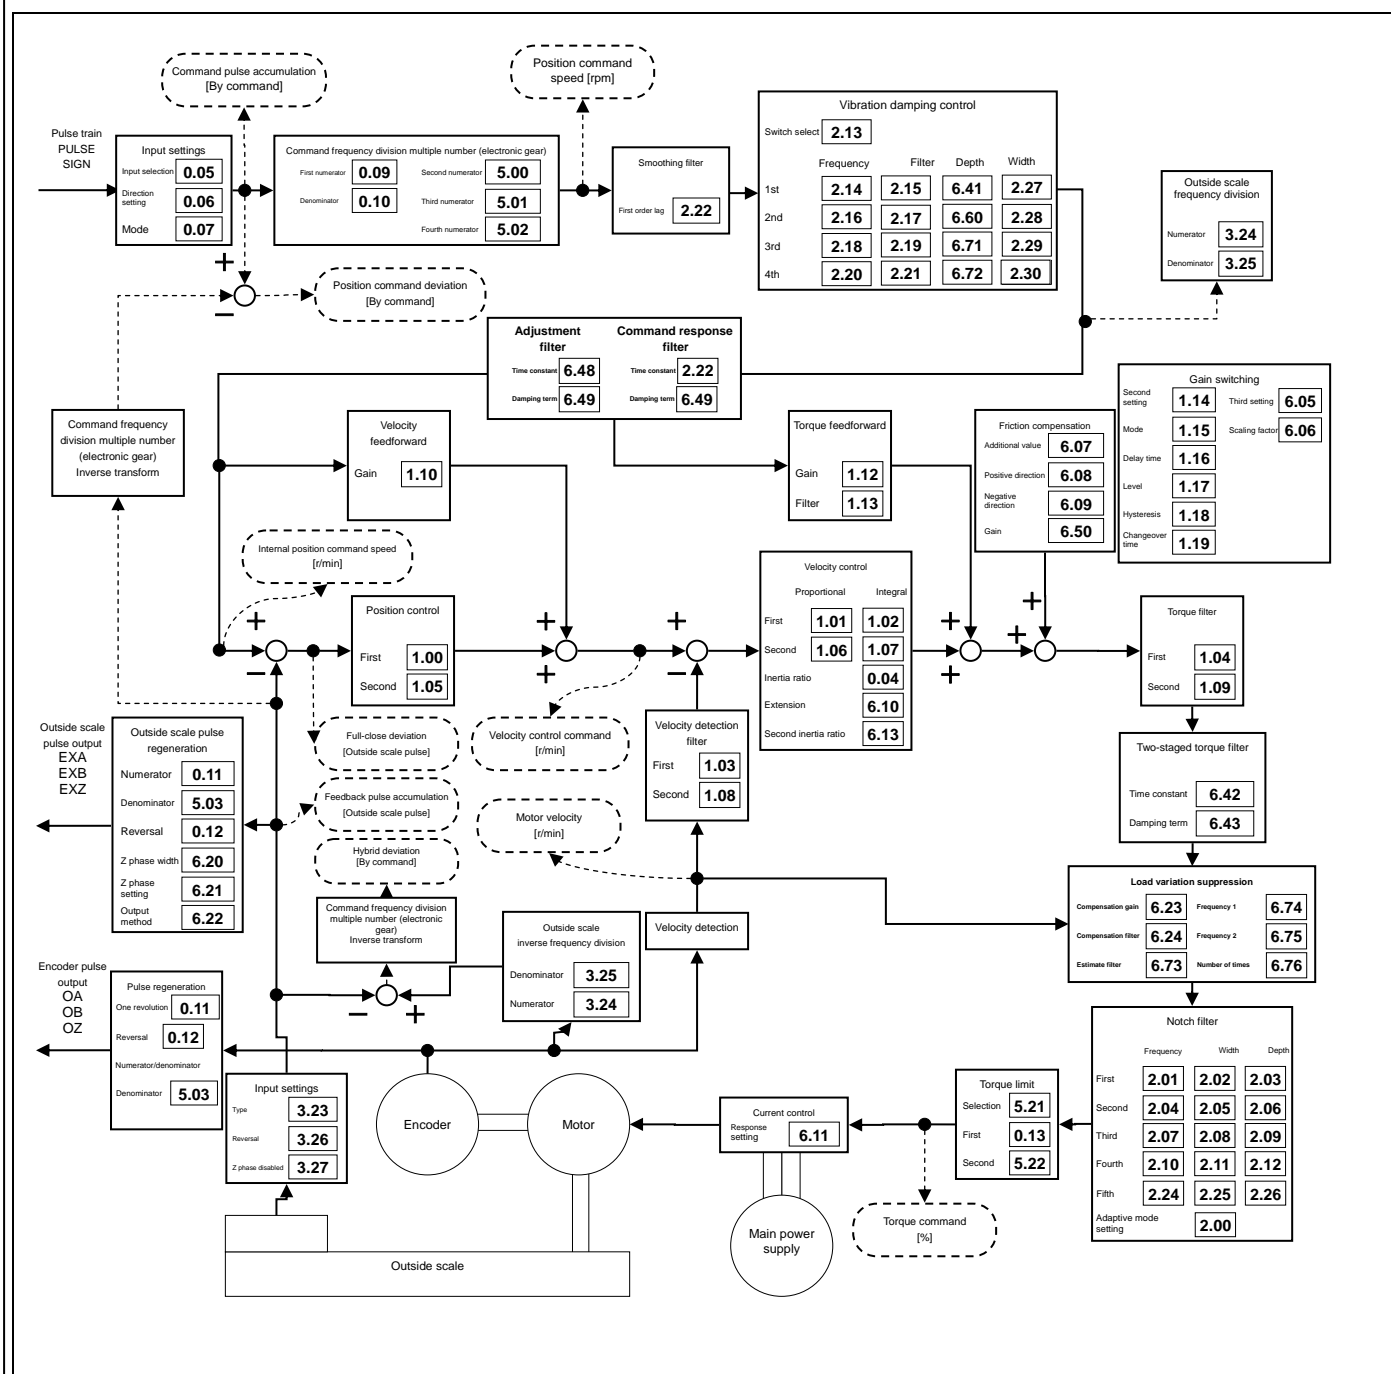 Command pulse accumulation
[By command]
Position command
speed [rpm]
Pulse train
PULSE
SIGN
Input settings
Input selection 0.05
Direction
setting 0.06
Mode 0.07
Command frequency division multiple number (electronic gear)
First numerator 0.09 Second numerator 5.00
Denominator 0.10 Third numerator 5.01
Fourth numerator 5.02
Smoothing filter
First order lag 2.22
Vibration damping control
Switch select 2.13
Frequency Filter Depth Width
1st 2.14 2.15 6.41 2.27
2nd 2.16 2.17 6.60 2.28
3rd 2.18 2.19 6.71 2.29
4th 2.20 2.21 6.72 2.30
Outside scale
frequency division
Numerator 3.24
Denominator 3.25
+
−
Position command deviation
[By command]
Adjustment
filter
Time constant 6.48
Damping term 6.49
Command response
filter
Time constant 2.22
Damping term 6.49
Gain switching
Second
setting 1.14 Third setting 6.05
Mode 1.15 Scaling factor 6.06
Delay time 1.16
Level 1.17
Hysteresis 1.18
Changeover
time 1.19
Command frequency
division multiple number
(electronic gear)
Inverse transform
Velocity
feedforward
Gain 1.10
Torque feedforward
Gain 1.12
Filter 1.13
Friction compensation
Additional value 6.07
Positive direction 6.08
Negative
direction 6.09
Gain 6.50
Internal position command speed
[r/min]
Position control
First 1.00
Second 1.05
+
−
+
+
+
−
Velocity control
Proportional Integral
First 1.01 1.02
Second 1.06 1.07
Inertia ratio 0.04
Extension 6.10
Second inertia ratio 6.13
+
+
+
+
Torque filter
First 1.04
Second 1.09
Outside scale
pulse output
EXA
EXB
EXZ
Outside scale pulse
regeneration
Numerator 0.11
Denominator 5.03
Reversal 0.12
Z phase width 6.20
Z phase
setting 6.21
Output
method 6.22
Full-close deviation
[Outside scale pulse]
Feedback pulse accumulation
[Outside scale pulse]
Hybrid deviation
[By command]
Velocity control command
[r/min]
Motor velocity
[r/min]
Velocity detection
filter
First 1.03
Second 1.08
Two-staged torque filter
Time constant 6.42
Damping term 6.43
Load variation suppression
Compensation gain 6.23 Frequency 1 6.74
Compensation filter 6.24 Frequency 2 6.75
Estimate filter 6.73 Number of times 6.76
Command frequency division
multiple number (electronic
gear)
Inverse transform
Outside scale
inverse frequency division
Denominator 3.25
Numerator 3.24
Velocity detection
−
+
Encoder pulse
output
OA
OB
OZ
Pulse regeneration
One revolution 0.11
Reversal 0.12
Numerator/denominator
Denominator 5.03
Input settings
Type 3.23
Reversal 3.26
Z phase disabled 3.27
Encoder
Motor
Current control
Response
setting 6.11
Torque limit
Selection 5.21
First 0.13
Second 5.22
Notch filter
Frequency Width Depth
First 2.01 2.02 2.03
Second 2.04 2.05 2.06
Third 2.07 2.08 2.09
Fourth 2.10 2.11 2.12
Fifth 2.24 2.25 2.26
Adaptive mode
setting 2.00
Main power
supply
Torque command
[%]
Outside scale